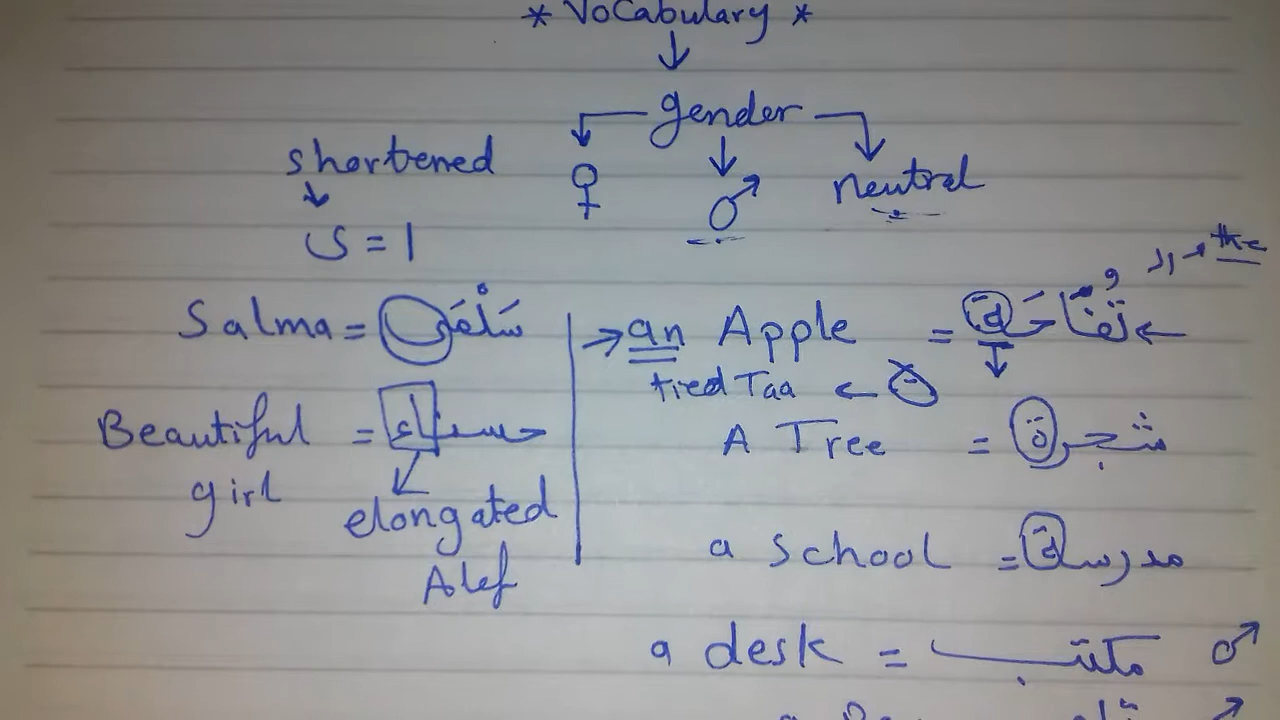 * Vocabulary *
gender
shortened
neutral
ى = ا
ال → the
Salma = سَلْمَى
→ an Apple = تُفَّاحَة ←
tied Taa ← ة
Beautiful girl = حسناء
A Tree = شجرة
elongated Alef
a school = مدرسة
a desk = مكتب ♂
a